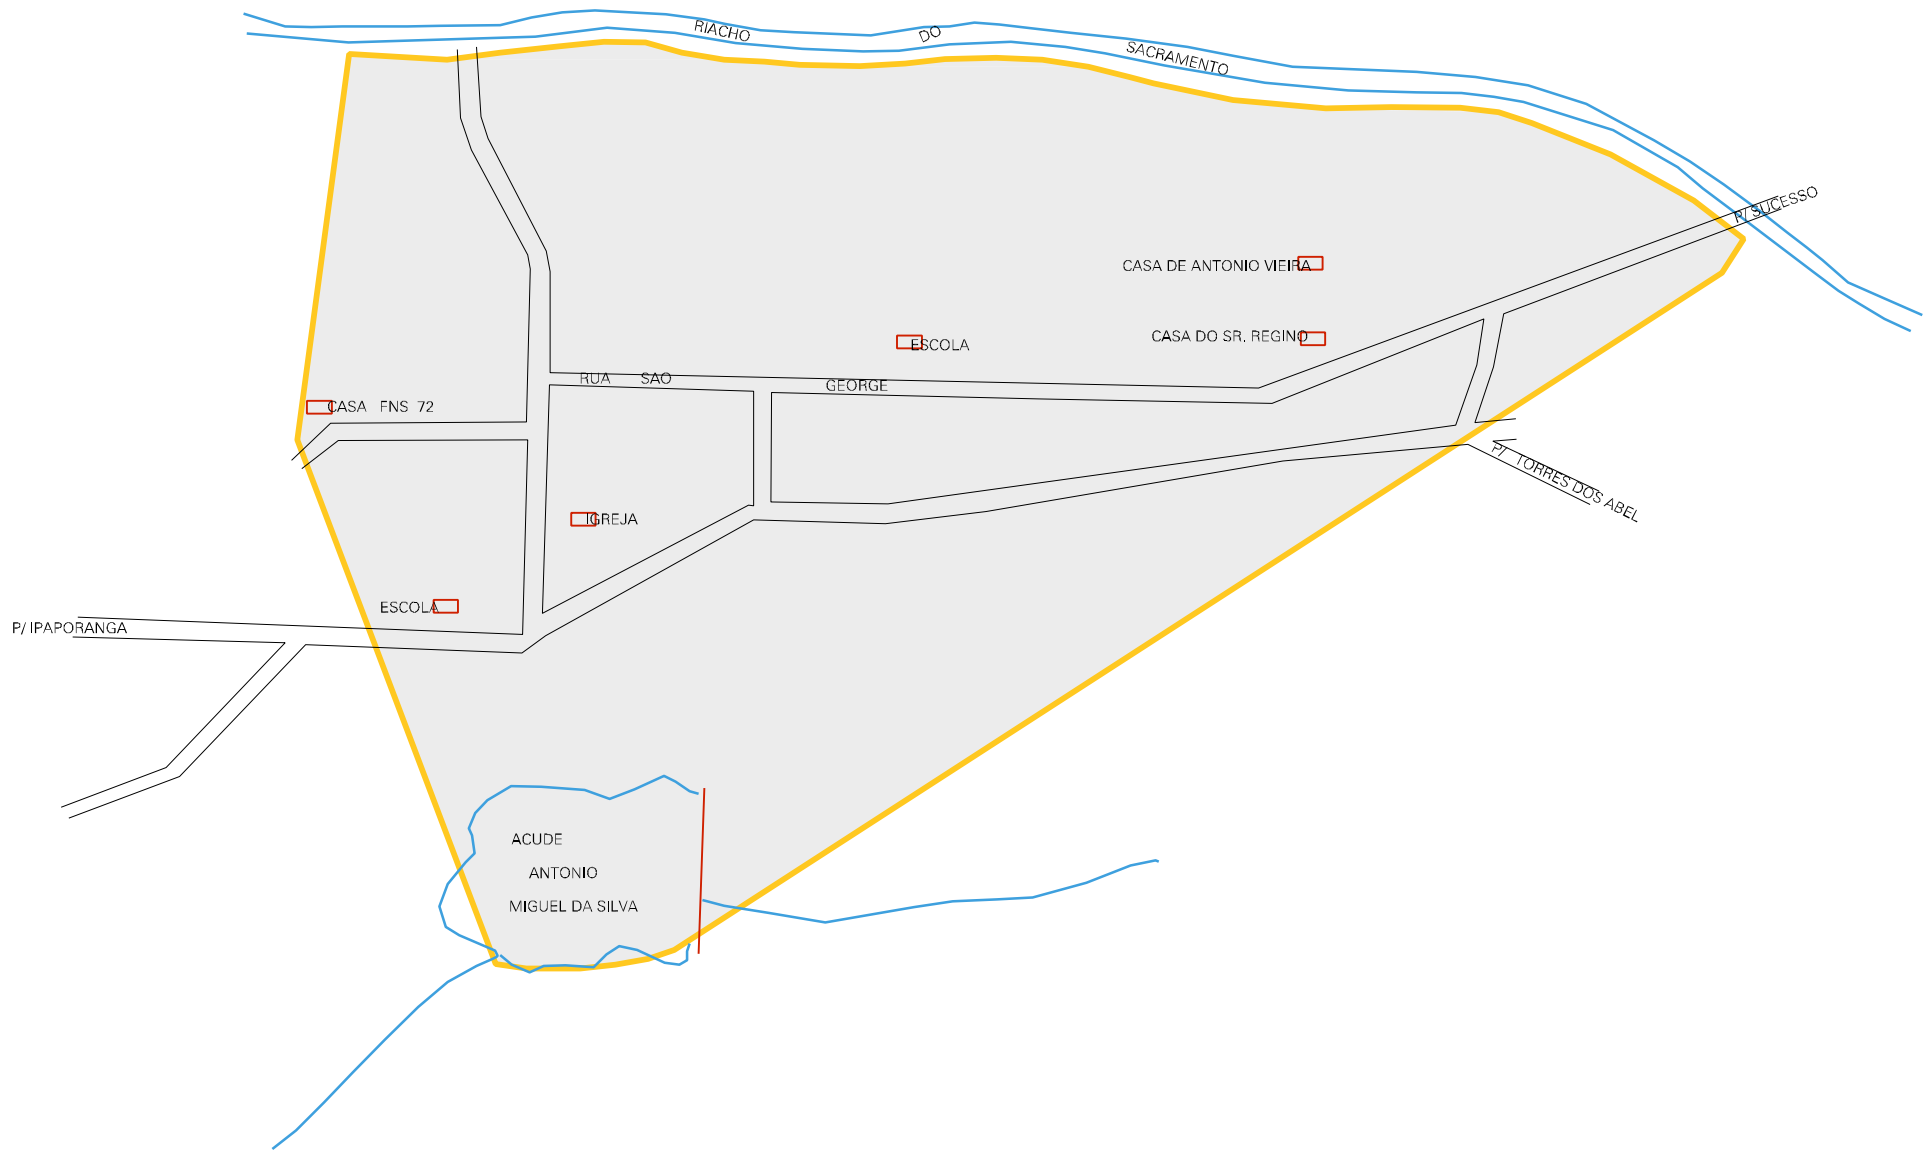 RIACHO DO SACRAMENTO
P/ SUCESSO
CASA DE ANTONIO VIEIRA
CASA DO SR. REGINO
ESCOLA
RUA SAO GEORGE
CASA FNS 72
P/ TORRES DOS ABEL
IGREJA
ESCOLA
P/ IPAPORANGA
ACUDE
ANTONIO
MIGUEL DA SILVA